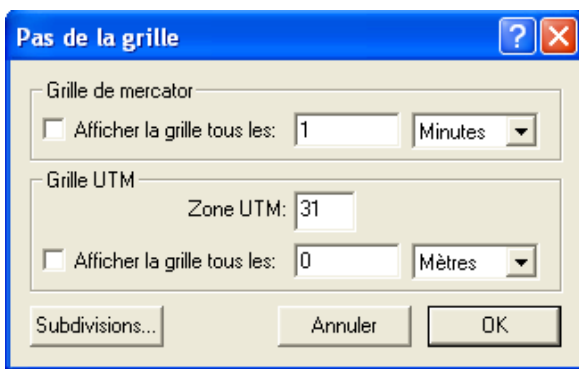 Pas de la grille
Grille de mercator
Afficher la grille tous les: 1 Minutes
Grille UTM
Zone UTM: 31
Afficher la grille tous les: 0 Mètres
Subdivisions... Annuler OK